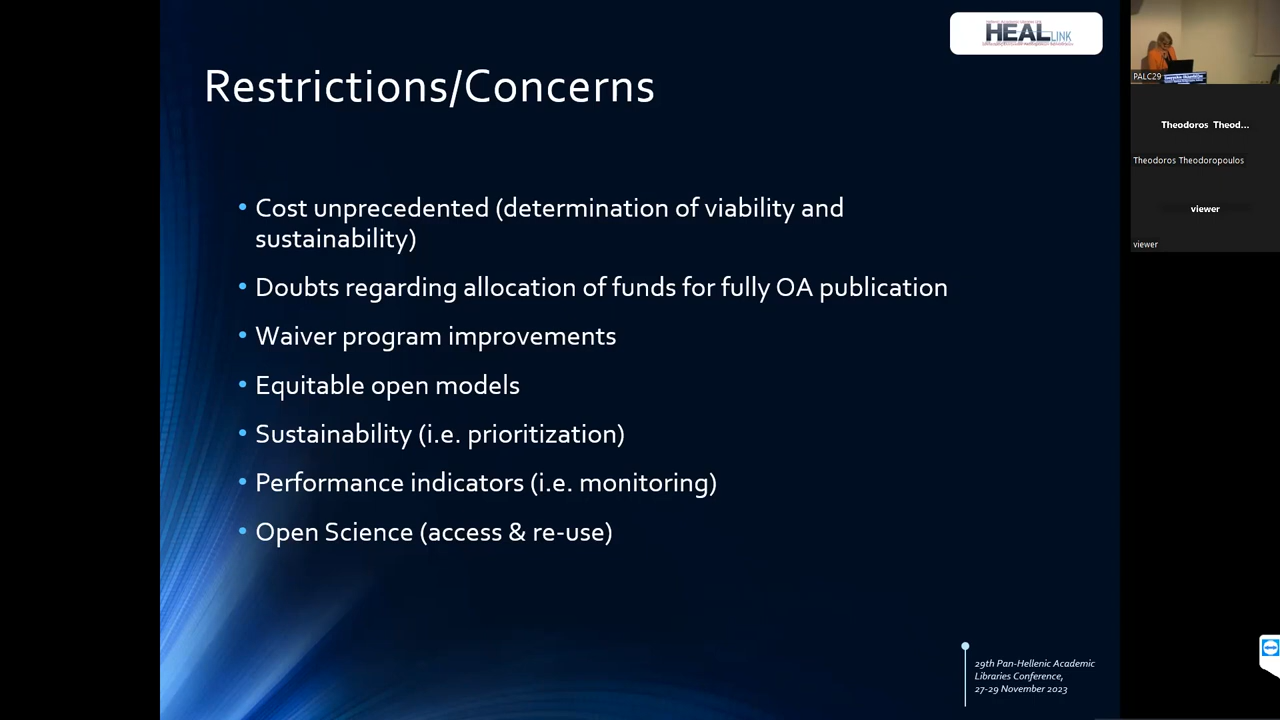 HEAL LINK
Restrictions/Concerns
• Cost unprecedented (determination of viability and
sustainability)
• Doubts regarding allocation of funds for fully OA publication
• Waiver program improvements
• Equitable open models
• Sustainability (i.e. prioritization)
• Performance indicators (i.e. monitoring)
• Open Science (access & re-use)
29th Pan-Hellenic Academic
Libraries Conference,
27-29 November 2023
PALC29
Theodoros Theod...
Theodoros Theodoropoulos
viewer
viewer